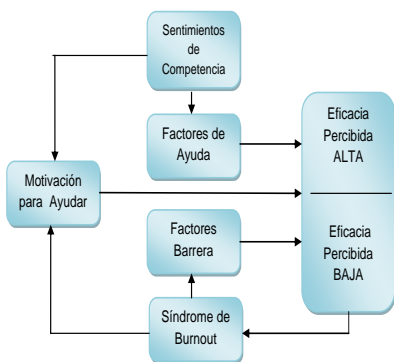 Sentimientos
de
Competencia
Factores de
Ayuda
Eficacia
Percibida
ALTA
Motivación
para Ayudar
Factores
Barrera
Eficacia
Percibida
BAJA
Síndrome de
Burnout